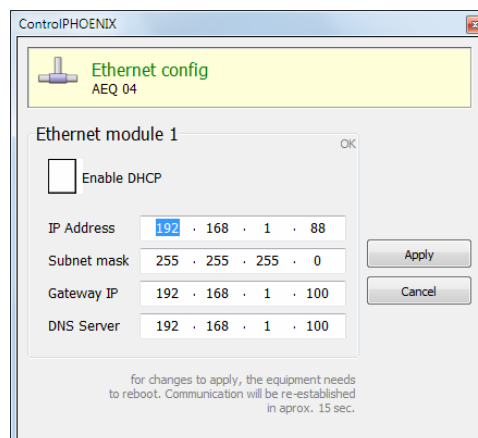 ControlPHOENIX
Ethernet config
AEQ 04
Ethernet module 1
OK
Enable DHCP
IP Address 192 . 168 . 1 . 88
Subnet mask 255 . 255 . 255 . 0
Apply
Gateway IP 192 . 168 . 1 . 100
Cancel
DNS Server 192 . 168 . 1 . 100
for changes to apply, the equipment needs
to reboot. Communication will be re-established
in aprox. 15 sec.